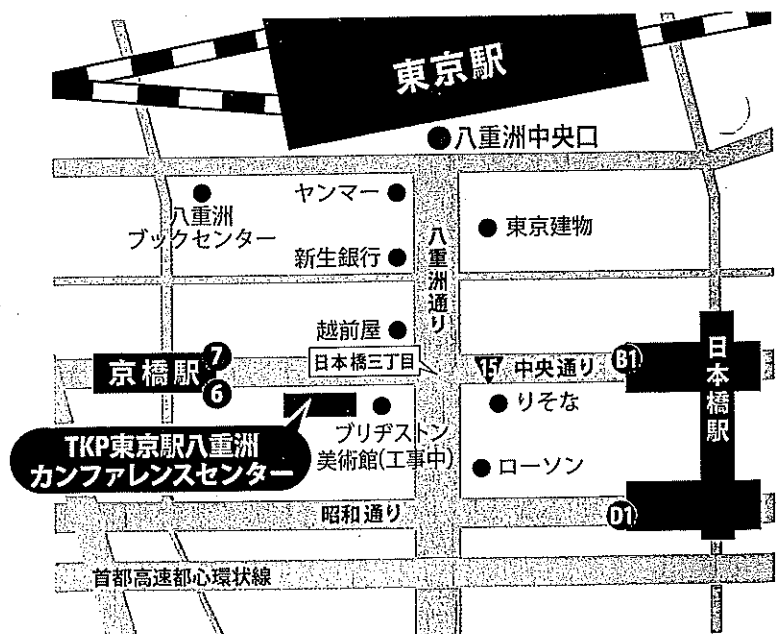 東京駅
八重洲中央口
ヤンマー
八重洲
ブックセンター
東京建物
新生銀行
八重洲通り
越前屋
日本橋三丁目
15
中央通り
B1
日本橋駅
京橋駅
7
6
りそな
ブリヂストン
美術館(工事中)
TKP東京駅八重洲
カンファレンスセンター
ローソン
昭和通り
D1
首都高速都心環状線